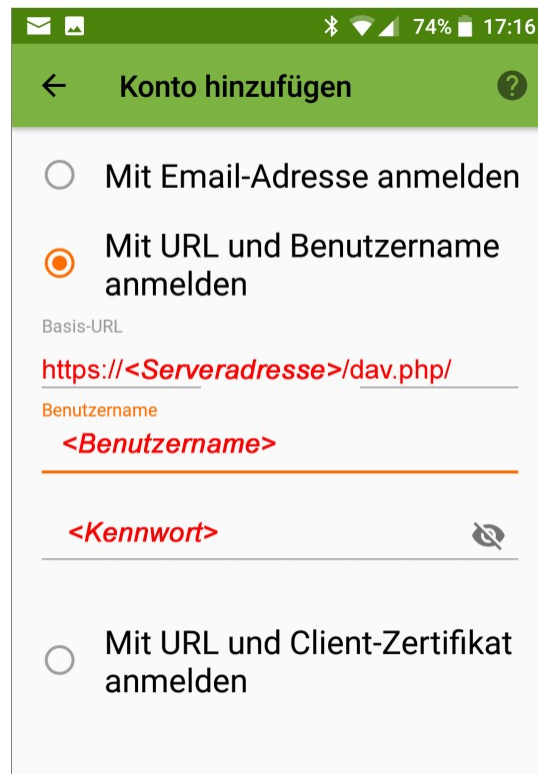 74% 17:16
Konto hinzufügen
Mit Email-Adresse anmelden
Mit URL und Benutzername
anmelden
Basis-URL
https://<Serveradresse>/dav.php/
Benutzername
<Benutzername>
<Kennwort>
Mit URL und Client-Zertifikat
anmelden